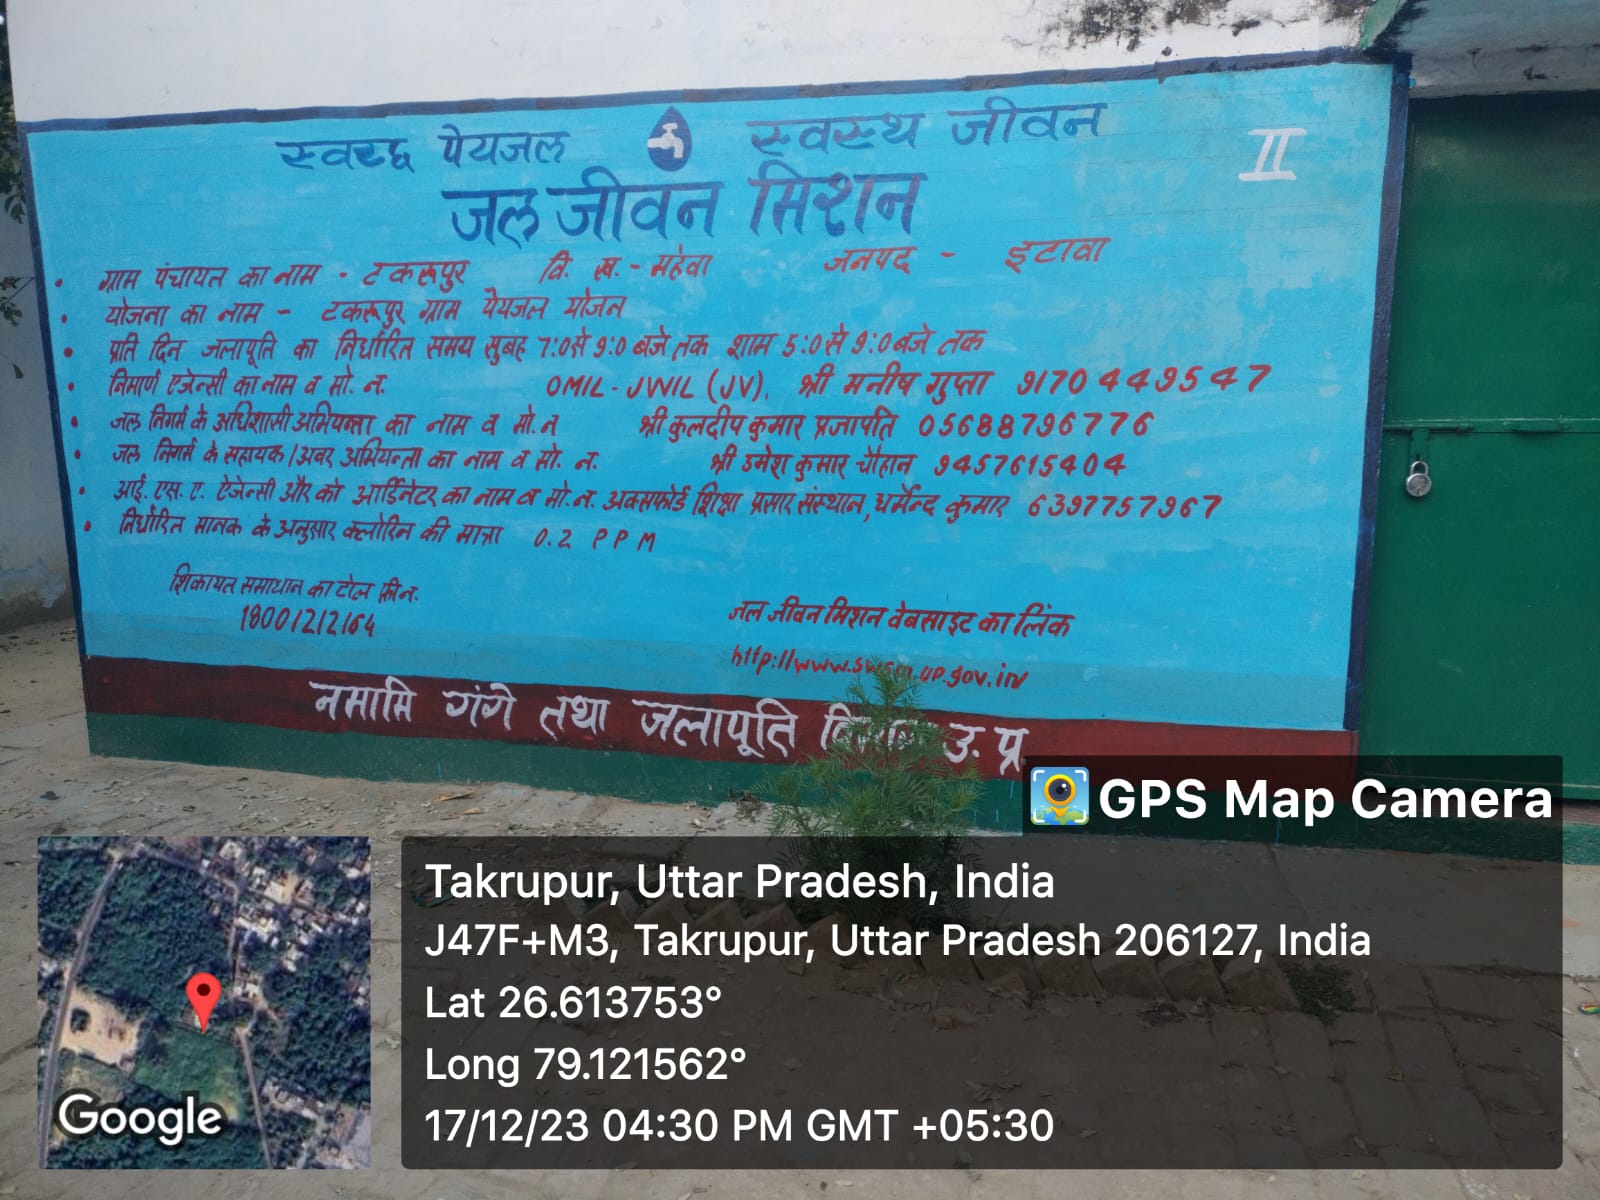 स्वच्छ पेयजल स्वस्थ जीवन
II
जल जीवन मिशन
ग्राम पंचायत का नाम - टकरूपुर वि. ख. - महेवा जनपद - इटावा
योजना का नाम - टकरूपुर ग्राम पेयजल योजन
प्रति दिन जलापूति का निर्धारित समय सुबह 7:0 से 9:0 बजे तक शाम 5:0 से 9:0 बजे तक
निमार्ण एजेन्सी का नाम व मो. न. OMIL - JWIL (JV), श्री मनीष गुप्ता 9170449547
जल निगर्म के अधिशासी अभियन्ता का नाम व मो. न श्री कुलदीप कुमार प्रजापति 05688796776
जल निगर्म के सहायक/अवर अभियन्ता का नाम व मो. न. श्री उमेश कुमार चौहान 9457615404
आई. एस. ए. ऐजेन्सी और को आर्डिनेटर का नाम व मो. न. अक्सफोर्ड शिक्षा प्रसार संस्थान, धर्मेन्द कुमार 6397757967
निर्धारित मानक के अनुसार क्लोरिन की मात्रा 0.2 PPM
शिकायत समाधान का टोल फ्री न.
18001212164
जल जीवन मिशन वेबसाइट का लिंक
http://www.swsm.up.gov.in
नमामि गंगे तथा जलापूति उ. प्र.
GPS Map Camera
Takrupur, Uttar Pradesh, India
J47F+M3, Takrupur, Uttar Pradesh 206127, India
Lat 26.613753°
Long 79.121562°
17/12/23 04:30 PM GMT +05:30
Google